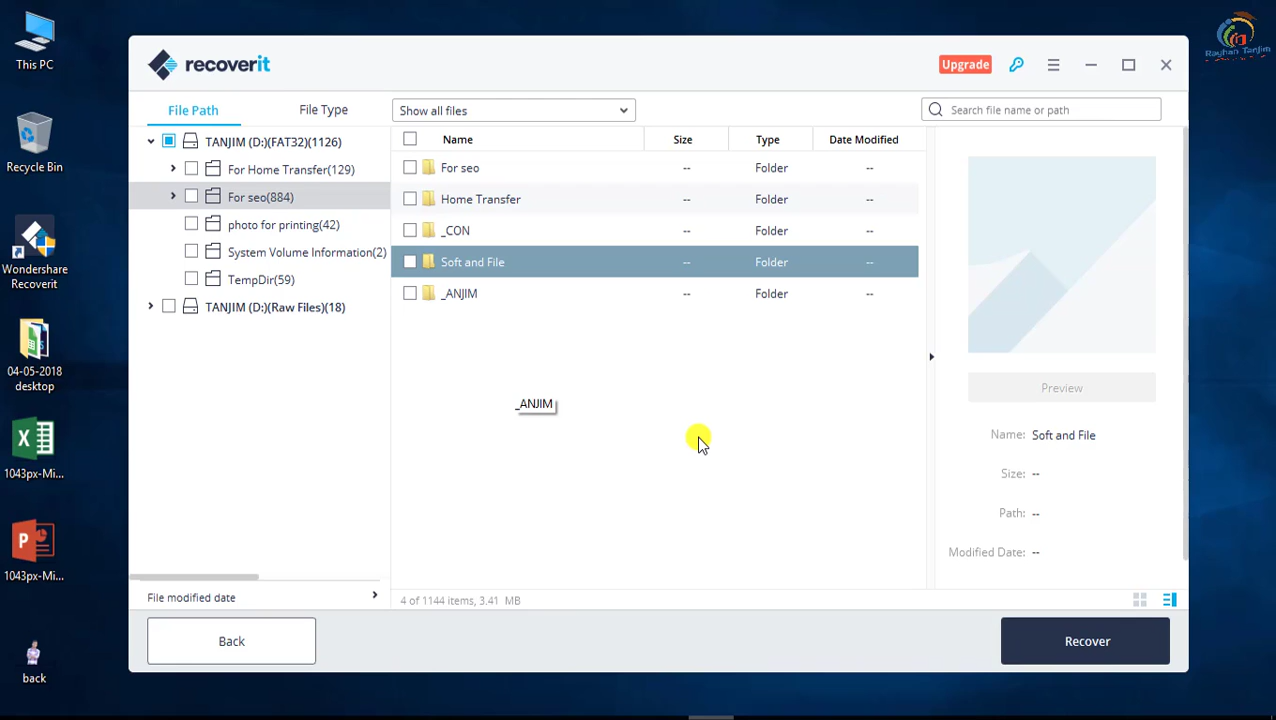 This PC
Recycle Bin
Wondershare
Recoverit
04-05-2018
desktop
1043px-Mi...
1043px-Mi...
back
Rayhan Tanjim
recoverit
Upgrade
File Path
File Type
Show all files
Search file name or path
TANJIM (D:)(FAT32)(1126)
For Home Transfer(129)
For seo(884)
photo for printing(42)
System Volume Information(2)
TempDir(59)
TANJIM (D:)(Raw Files)(18)
File modified date
Name Size Type Date Modified
For seo -- Folder --
Home Transfer -- Folder --
_CON -- Folder --
Soft and File -- Folder --
_ANJIM -- Folder --
_ANJIM
4 of 1144 items, 3.41 MB
Preview
Name: Soft and File
Size: --
Path: --
Modified Date: --
Back
Recover